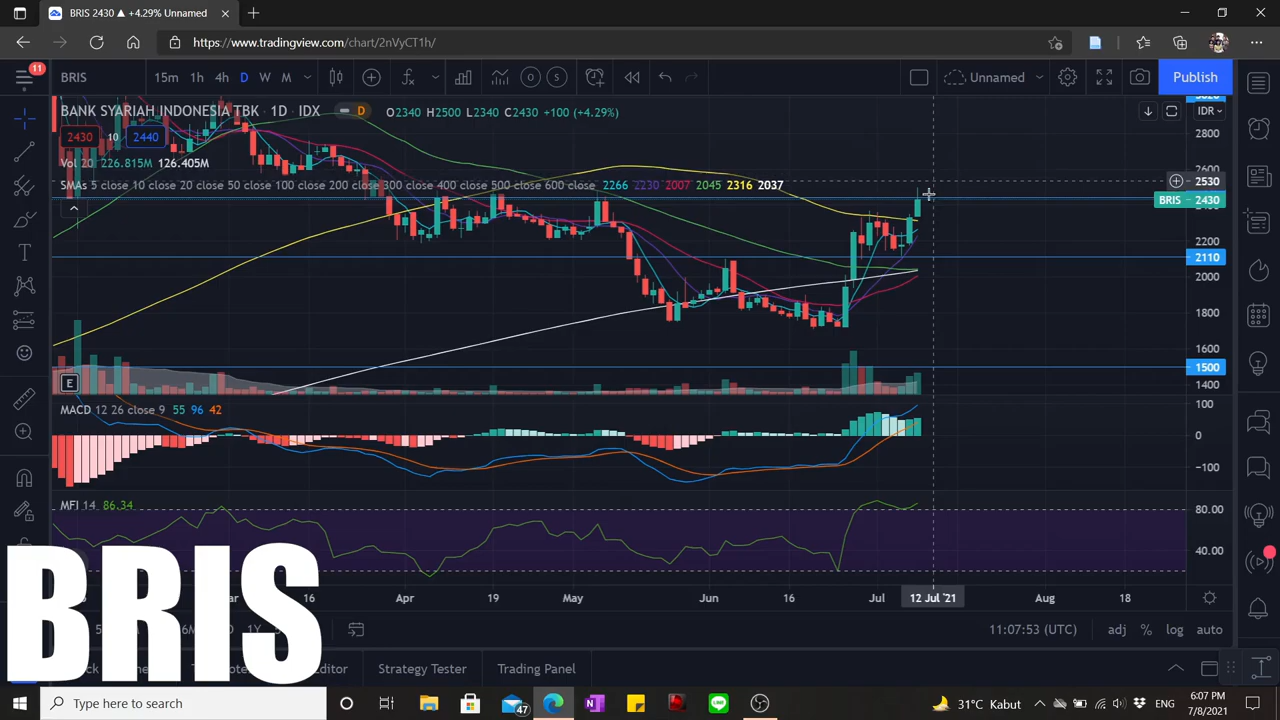 BRIS 2430 ▲ +4.29% Unnamed
https://www.tradingview.com/chart/2nVyCT1h/
11
BRIS 15m 1h 4h D W M Unnamed Publish
BANK SYARIAH INDONESIA TBK · 1D · IDX D O2340 H2500 L2340 C2430 +100 (+4.29%)
IDR
2430 10 2440
2800
Vol 20 226.815M 126.405M
SMAs 5 close 10 close 20 close 50 close 100 close 200 close 300 close 400 close 500 close 600 close 2266 2230 2007 2045 2316 2037
2530
BRIS 2430
2200
2110
2000
1800
1600
1500
E
1400
MACD 12 26 close 9 55 96 42
100
0
−100
MFI 14 86.34
80.00
40.00
16 Apr 19 May Jun 16 Jul 12 Jul '21 Aug 18
1Y
11:07:53 (UTC) adj % log auto
Strategy Tester Trading Panel
BRIS
Type here to search
47
31°C Kabut
ENG
6:07 PM
7/8/2021